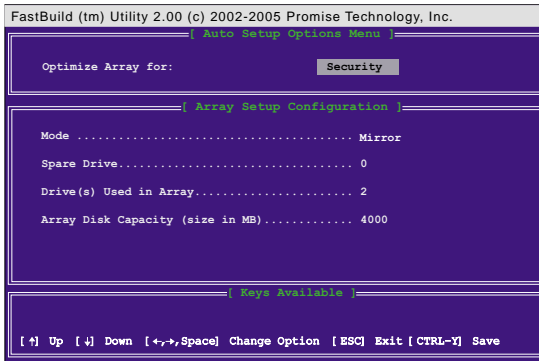 FastBuild (tm) Utility 2.00 (c) 2002-2005 Promise Technology, Inc.
[ Auto Setup Options Menu ]
Optimize Array for: Security
[ Array Setup Configuration ]
Mode ...................................... Mirror
Spare Drive................................ 0
Drive(s) Used in Array...................... 2
Array Disk Capacity (size in MB)............. 4000
[ Keys Available ]
[↑] Up [↓] Down [←,→,Space] Change Option [ESC] Exit [CTRL-Y] Save